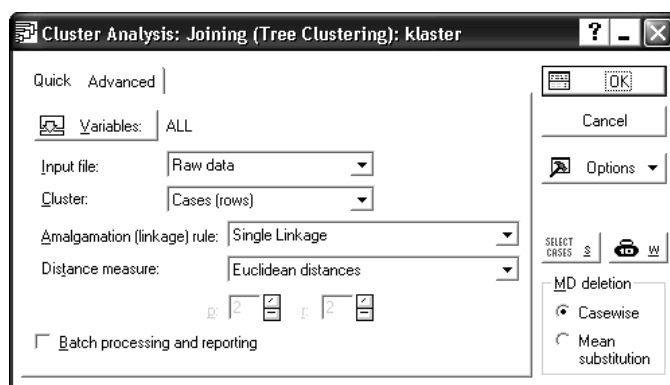 Cluster Analysis: Joining (Tree Clustering): klaster
Quick Advanced
Variables: ALL
Input file: Raw data
Cluster: Cases (rows)
Amalgamation (linkage) rule: Single Linkage
Distance measure: Euclidean distances
p: 2 r: 2
Batch processing and reporting
OK
Cancel
Options
SELECT CASES S W
MD deletion
Casewise
Mean
substitution